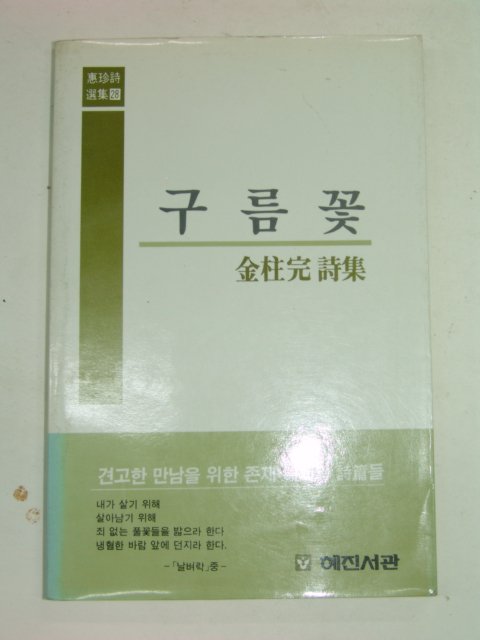 惠珍詩
選集 28
구름꽃
金柱完 詩集
견고한 만남을 위한 존재 詩篇들
내가 살기 위해
살아남기 위해
죄 없는 풀꽃들을 밟으라 한다
냉혈한 바람 앞에 던지라 한다.
-「날벼락」중-
혜진서관